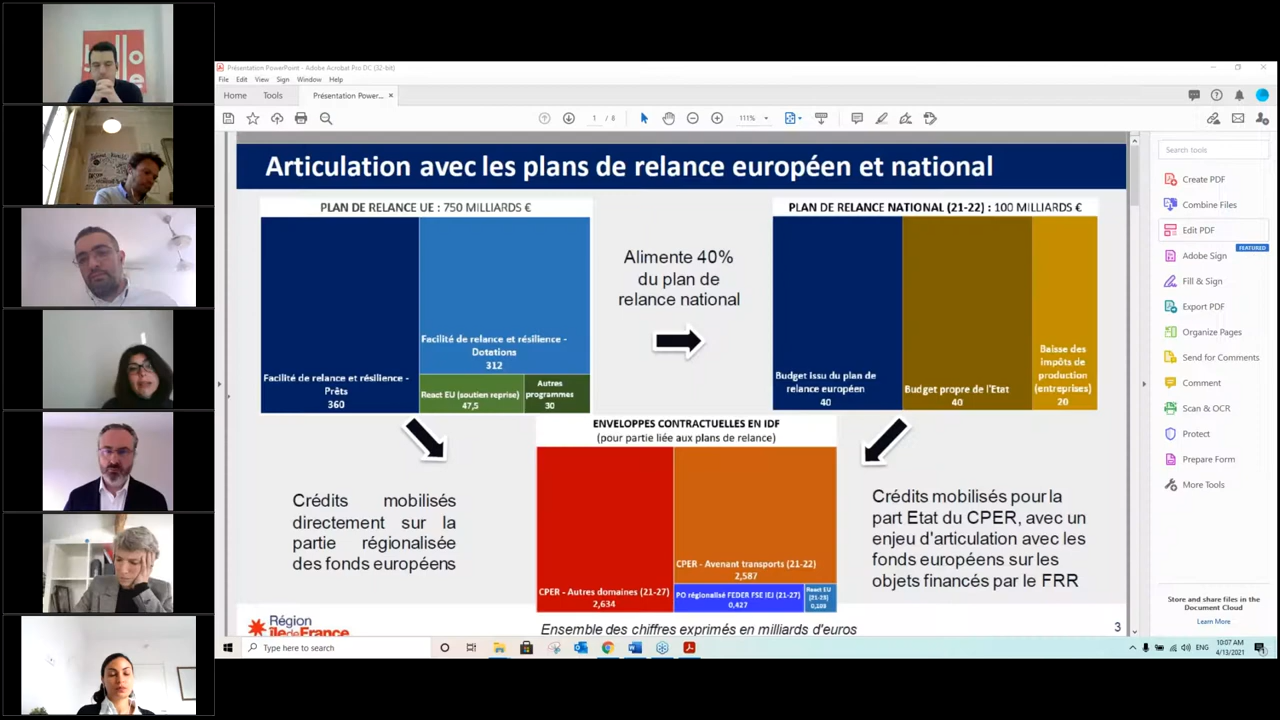 Présentation PowerPoint - Adobe Acrobat Pro DC (32-bit)
File Edit View Sign Window Help
Home Tools Présentation Power... ×
1 / 6 111%
Search tools
Create PDF
Combine Files
Edit PDF
FEATURED
Adobe Sign
Fill & Sign
Export PDF
Organize Pages
Send for Comments
Comment
Scan & OCR
Protect
Prepare Form
More Tools
Store and share files in the
Document Cloud
Learn More
Articulation avec les plans de relance européen et national
PLAN DE RELANCE UE : 750 MILLIARDS €
Facilité de relance et résilience -
Prêts
360
Facilité de relance et résilience -
Dotations
312
React EU (soutien reprise)
47,5
Autres
programmes
30
Alimente 40%
du plan de
relance national
PLAN DE RELANCE NATIONAL (21-22) : 100 MILLIARDS €
Budget issu du plan de
relance européen
40
Budget propre de l'Etat
40
Baisse des
impôts de
production
(entreprises)
20
Crédits mobilisés
directement sur la
partie régionalisée
des fonds européens
ENVELOPPES CONTRACTUELLES EN IDF
(pour partie liée aux plans de relance)
CPER - Autres domaines (21-27)
2,634
CPER - Avenant transports (21-22)
2,587
PO régionalisé FEDER FSE IEJ (21-27)
0,427
React EU
Crédits mobilisés pour la
part Etat du CPER, avec un
enjeu d'articulation avec les
fonds européens sur les
objets financés par le FRR
Région
île de France
Ensemble des chiffres exprimés en milliards d'euros
3
Type here to search
ENG
10:07 AM
4/13/2021